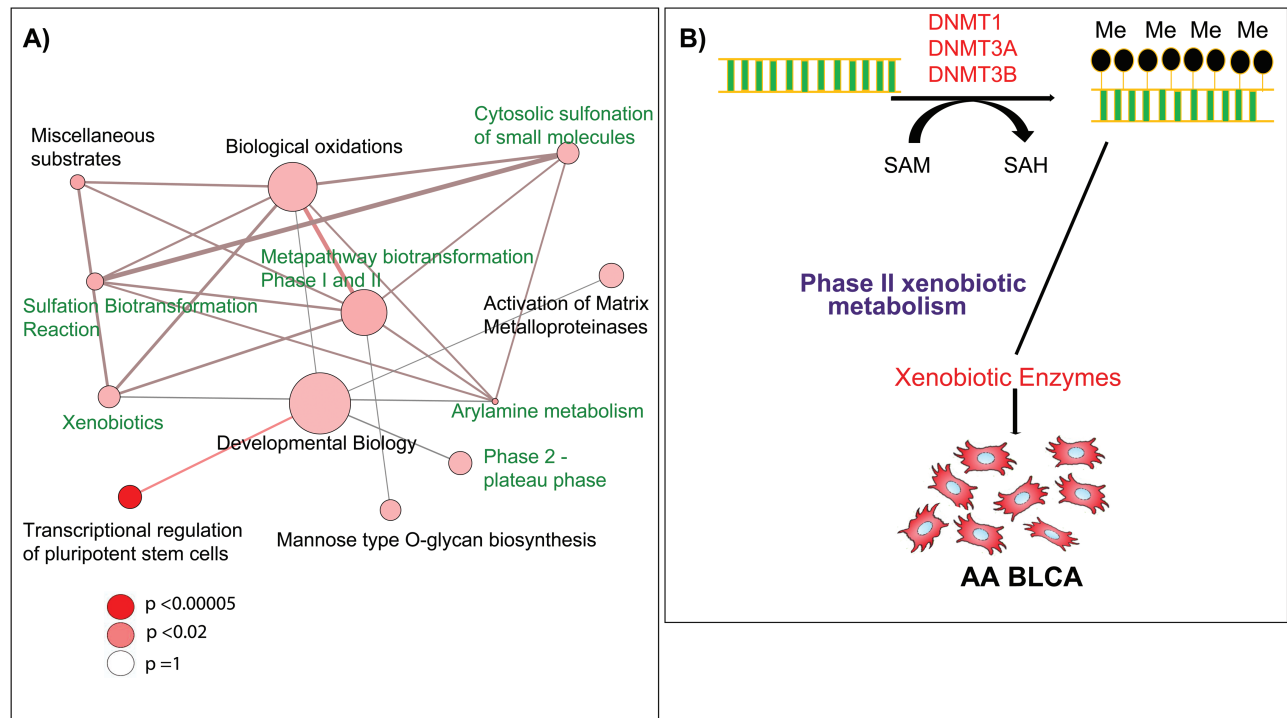 A)
Miscellaneous
substrates
Biological oxidations
Cytosolic sulfonation
of small molecules
Metapathway biotransformation
Phase I and II
Sulfation Biotransformation
Reaction
Activation of Matrix
Metalloproteinases
Xenobiotics
Arylamine metabolism
Developmental Biology
Phase 2 -
plateau phase
Transcriptional regulation
of pluripotent stem cells
Mannose type O-glycan biosynthesis
p <0.00005
p <0.02
p =1
B)
DNMT1
DNMT3A
DNMT3B
Me Me Me Me
SAM
SAH
Phase II xenobiotic
metabolism
Xenobiotic Enzymes
AA BLCA